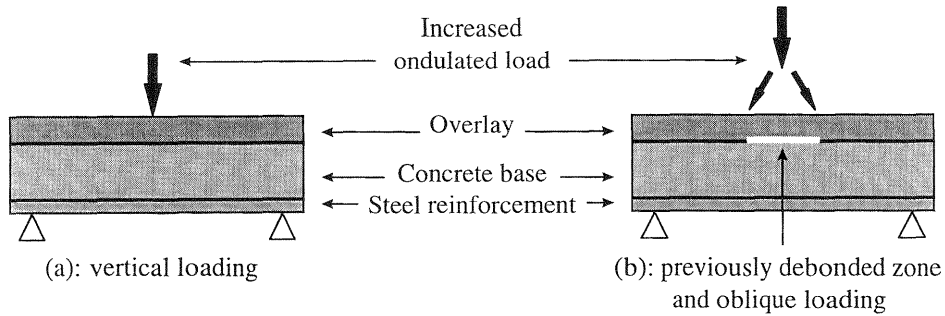 Increased
ondulated load
Overlay
Concrete base
Steel reinforcement
(a): vertical loading
(b): previously debonded zone
and oblique loading